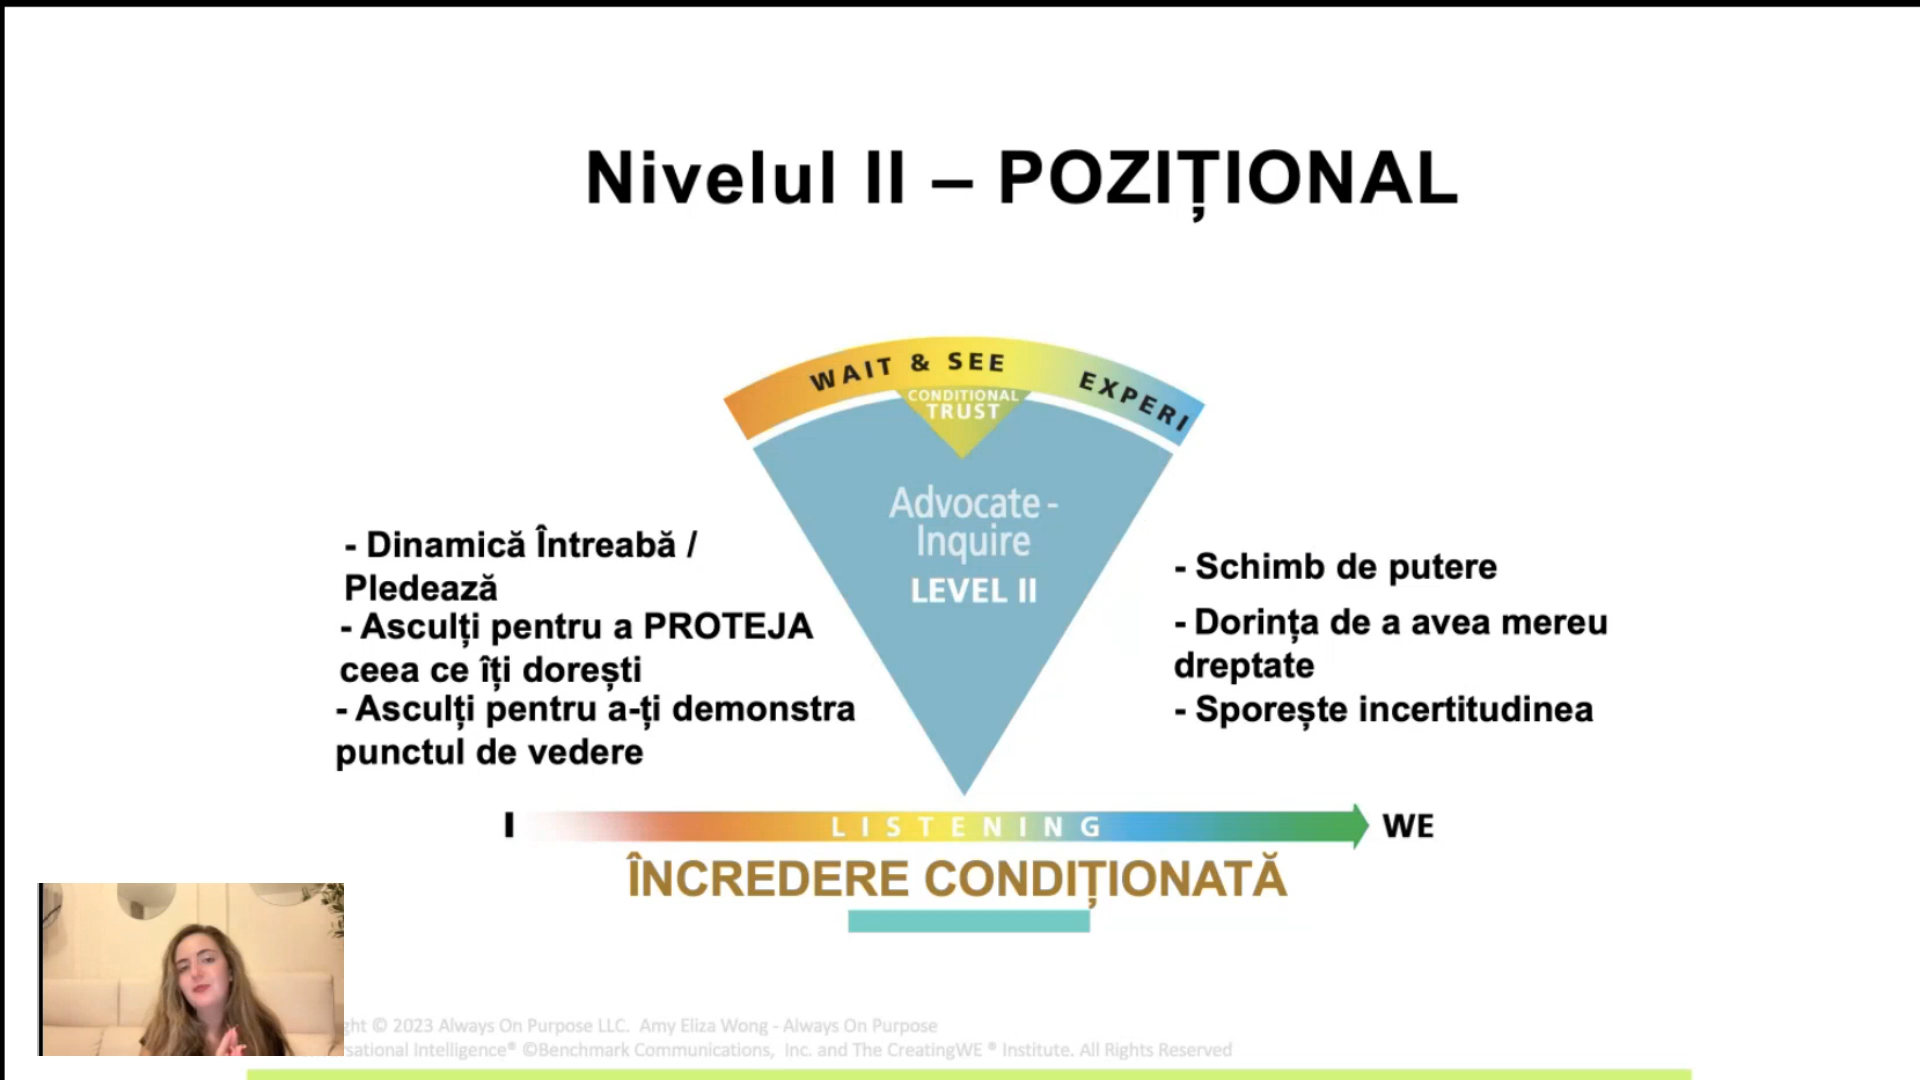 Nivelul II – POZIȚIONAL
WAIT & SEE
EXPERI
CONDITIONAL
TRUST
Advocate -
Inquire
LEVEL II
- Dinamică Întreabă /
Pledează
- Asculți pentru a PROTEJA
ceea ce îți dorești
- Asculți pentru a-ți demonstra
punctul de vedere
- Schimb de putere
- Dorința de a avea mereu
dreptate
- Sporește incertitudinea
I
LISTENING
WE
ÎNCREDERE CONDIȚIONATĂ
ght © 2023 Always On Purpose LLC. Amy Eliza Wong - Always On Purpose
sational Intelligence® ©Benchmark Communications, Inc. and The CreatingWE ® Institute. All Rights Reserved